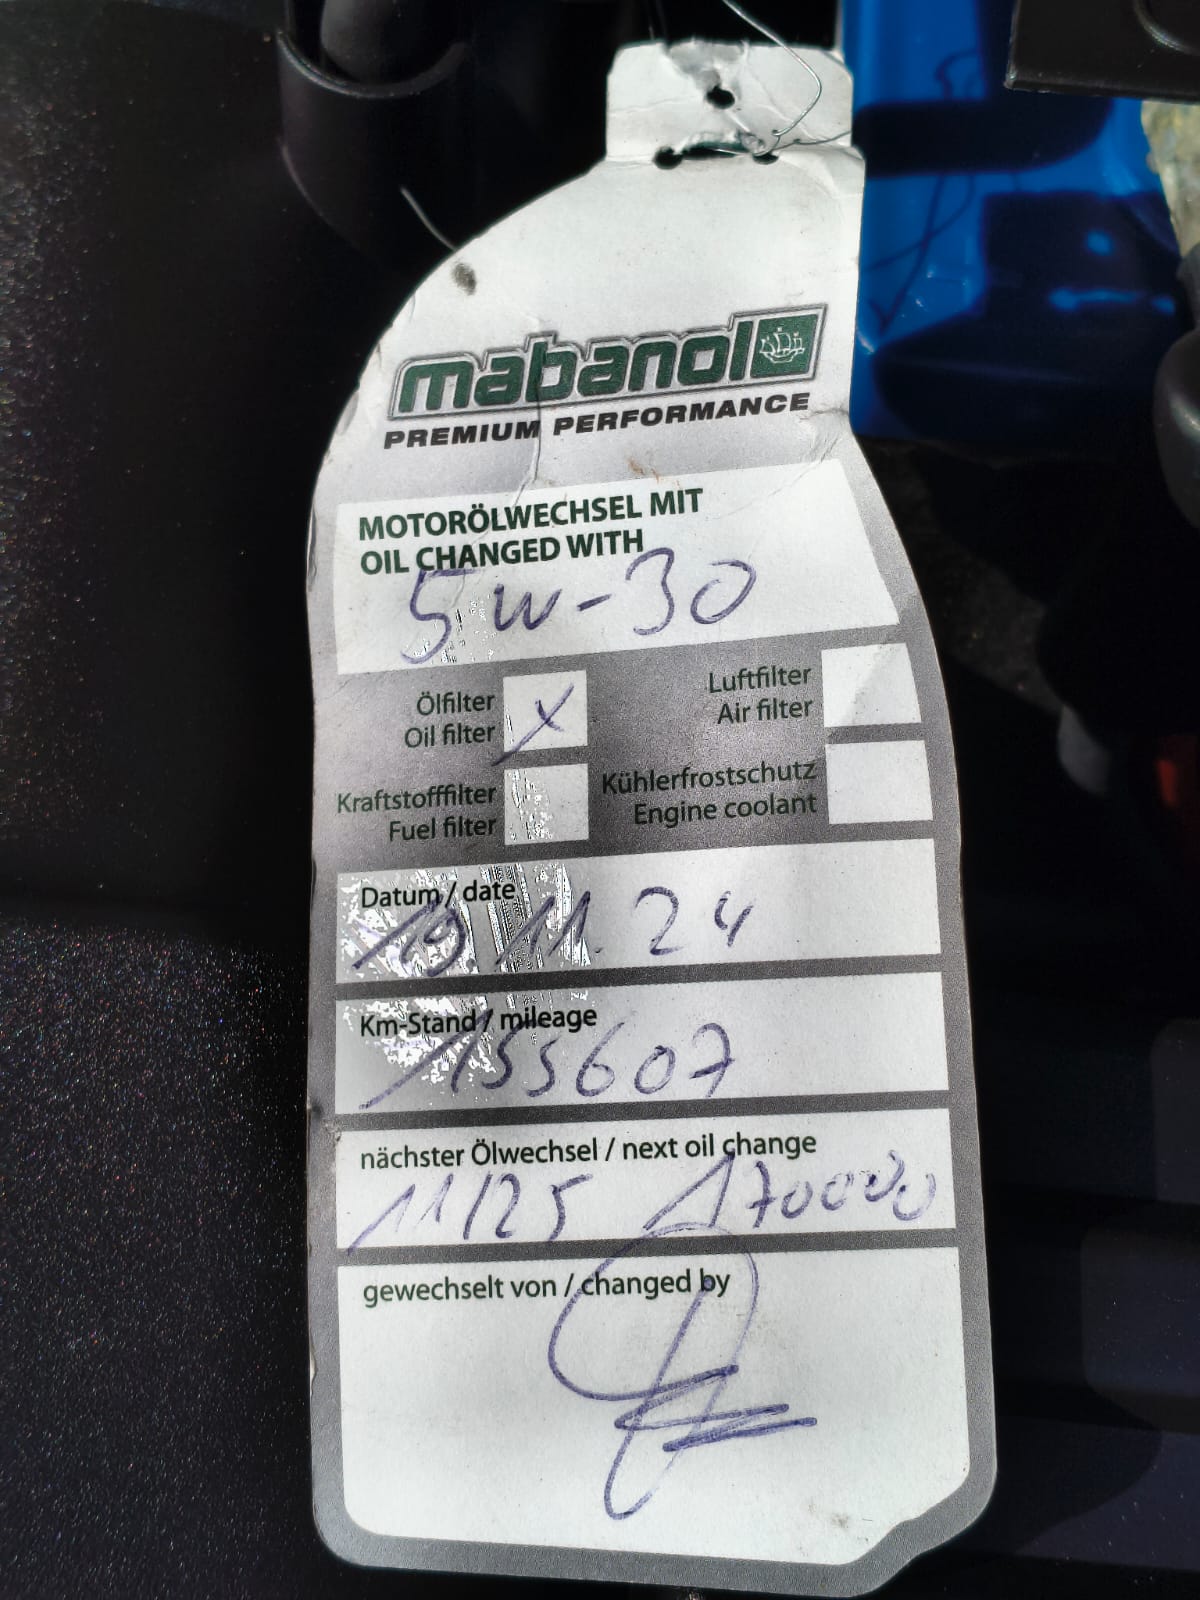 mabanol
PREMIUM PERFORMANCE
MOTORÖLWECHSEL MIT
OIL CHANGED WITH
5W-30
Ölfilter
Oil filter
X
Luftfilter
Air filter
Kraftstofffilter
Fuel filter
Kühlerfrostschutz
Engine coolant
Datum / date
19 11. 24
Km-Stand / mileage
155607
nächster Ölwechsel / next oil change
11/25 170000
gewechselt von / changed by